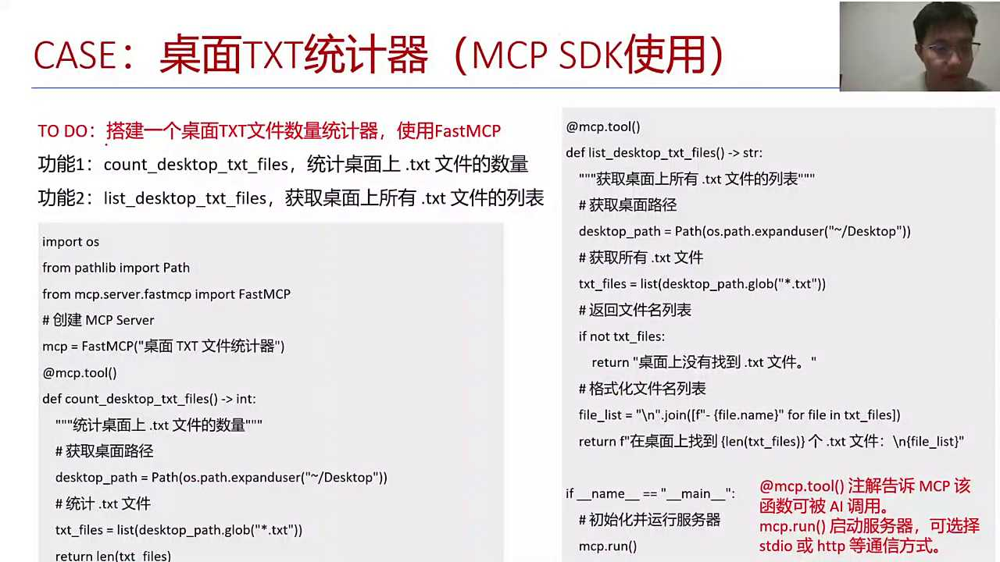 CASE：桌面TXT统计器（MCP SDK使用）
TO DO：搭建一个桌面TXT文件数量统计器，使用FastMCP
功能1：count_desktop_txt_files，统计桌面上 .txt 文件的数量
功能2：list_desktop_txt_files，获取桌面上所有 .txt 文件的列表
import os
from pathlib import Path
from mcp.server.fastmcp import FastMCP
# 创建 MCP Server
mcp = FastMCP("桌面 TXT 文件统计器")
@mcp.tool()
def count_desktop_txt_files() -> int:
"""统计桌面上 .txt 文件的数量"""
# 获取桌面路径
desktop_path = Path(os.path.expanduser("~/Desktop"))
# 统计 .txt 文件
txt_files = list(desktop_path.glob("*.txt"))
return len(txt_files)
@mcp.tool()
def list_desktop_txt_files() -> str:
"""获取桌面上所有 .txt 文件的列表"""
# 获取桌面路径
desktop_path = Path(os.path.expanduser("~/Desktop"))
# 获取所有 .txt 文件
txt_files = list(desktop_path.glob("*.txt"))
# 返回文件名列表
if not txt_files:
return "桌面上没有找到 .txt 文件。"
# 格式化文件名列表
file_list = "\n".join([f"- {file.name}" for file in txt_files])
return f"在桌面上找到 {len(txt_files)} 个 .txt 文件：\n{file_list}"
if __name__ == "__main__":
# 初始化并运行服务器
mcp.run()
@mcp.tool() 注解告诉 MCP 该
函数可被 AI 调用。
mcp.run() 启动服务器，可选择
stdio 或 http 等通信方式。